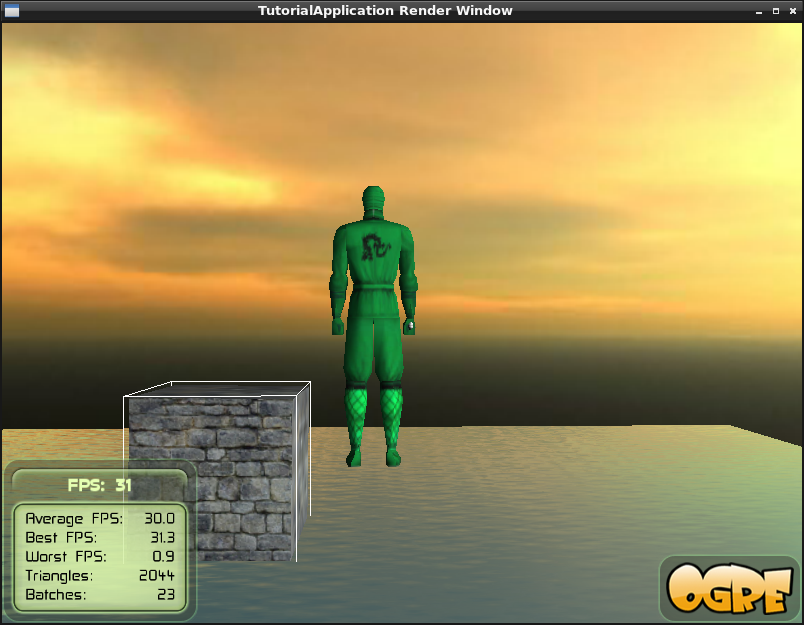 TutorialApplication Render Window
FPS: 31
Average FPS: 30.0
Best FPS: 31.3
Worst FPS: 0.9
Triangles: 2044
Batches: 23
OGRE